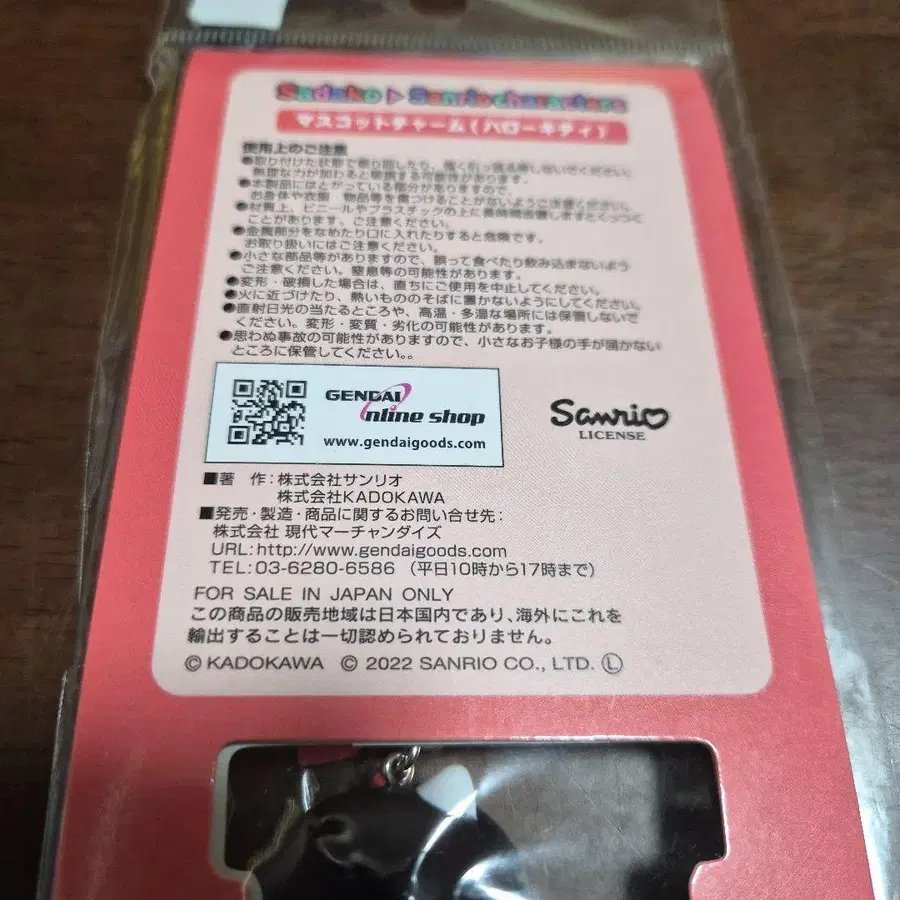 Sadako ▷ Sanrio characters
マスコットチャーム(ハローキティ)
使用上のご注意
●取り付けた状態で振り回したり、強く引っ張る等しないでください。
無理な力が加わると破損する可能性があります。
●本製品にはとがっている部分がありますので、
お身体や衣服・物品等を傷つけることがないようご注意ください。
●材質上、ビニールやプラスチックの上に長時間放置しますとくっつく
ことがあります。ご注意ください。
●金属部分をなめたり口に入れたりすると危険です。
お取り扱いにはご注意ください。
●小さな部品等がありますので、誤って食べたり飲み込まないよう
ご注意ください。窒息等の可能性があります。
●変形・破損した場合は、直ちにご使用を中止してください。
●火に近づけたり、熱いもののそばに置かないようにしてください。
●直射日光の当たるところや、高温・多湿な場所には保管しないで
ください。変形・変質・劣化の可能性があります。
●思わぬ事故の可能性がありますので、小さなお子様の手が届かない
ところに保管してください。。
GENDAI
Online shop
www.gendaigoods.com
Sanrio
LICENSE
■著 作:株式会社サンリオ
株式会社KADOKAWA
■発売・製造・商品に関するお問い合せ先:
株式会社 現代マーチャンダイズ
URL:http://www.gendaigoods.com
TEL:03-6280-6586 (平日10時から17時まで)
FOR SALE IN JAPAN ONLY
この商品の販売地域は日本国内であり、海外にこれを
輸出することは一切認められておりません。
© KADOKAWA © 2022 SANRIO CO., LTD. Ⓛ